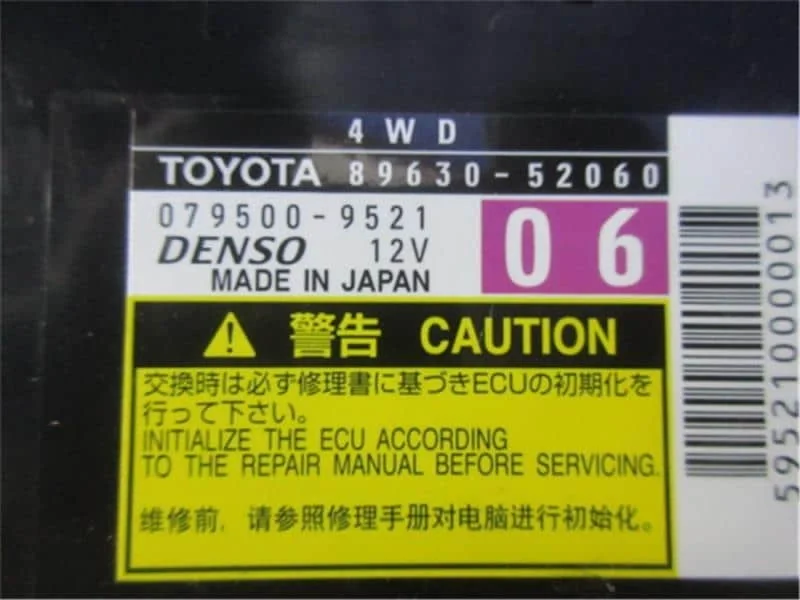 4WD
TOYOTA 89630-52060
079500-9521
DENSO 12V
MADE IN JAPAN
06
警告 CAUTION
交換時は必ず修理書に基づきECUの初期化を
行って下さい。
INITIALIZE THE ECU ACCORDING
TO THE REPAIR MANUAL BEFORE SERVICING.
维修前，请参照修理手册对电脑进行初始化。
595210000013